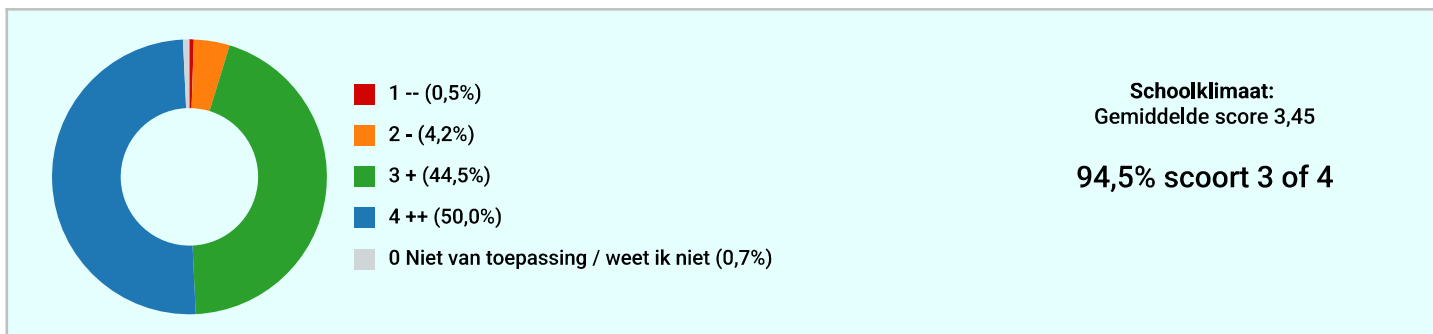 1 -- (0,5%)
2 - (4,2%)
3 + (44,5%)
4 ++ (50,0%)
0 Niet van toepassing / weet ik niet (0,7%)
Schoolklimaat:
Gemiddelde score 3,45
94,5% scoort 3 of 4